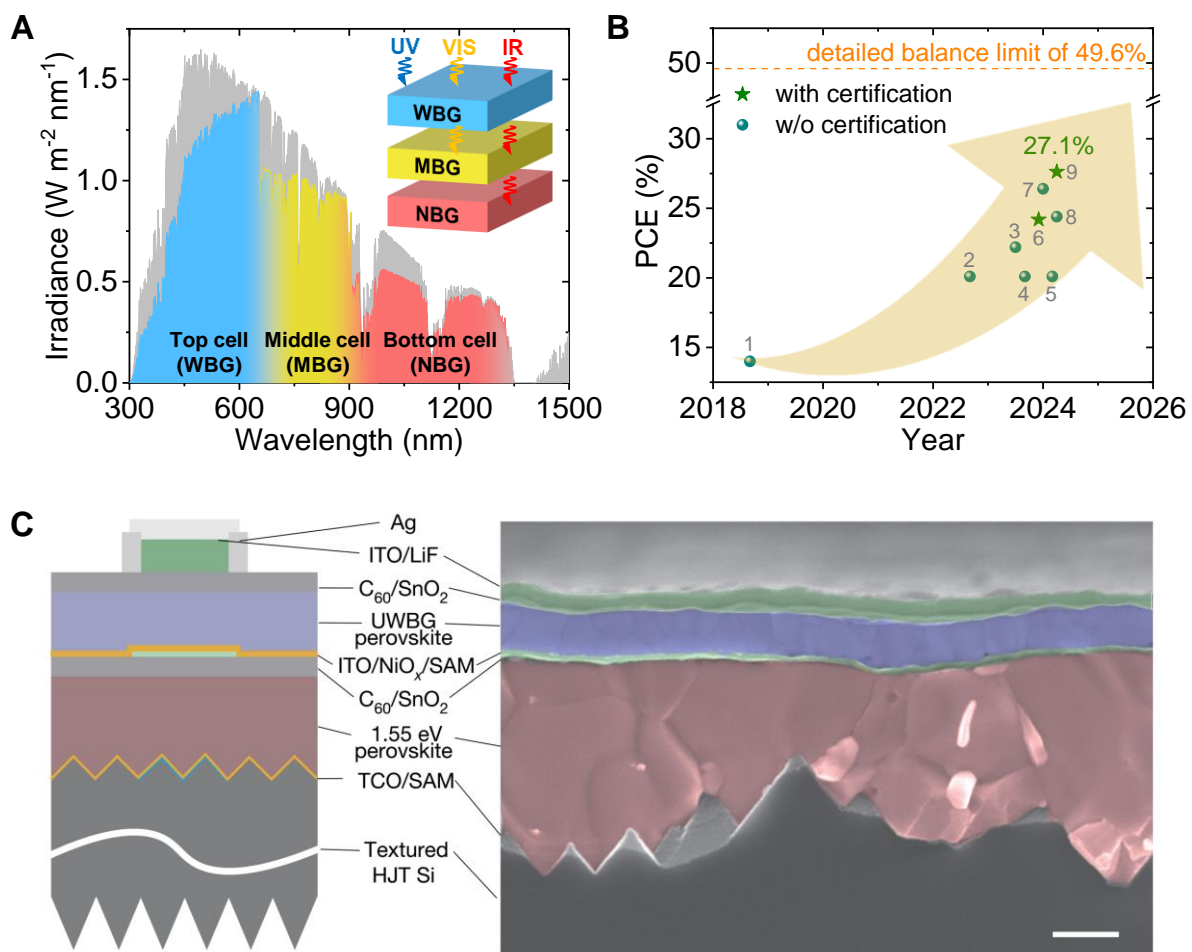 A
Irradiance (W m⁻² nm⁻¹)
1.5
1.0
0.5
0.0
300
600
900
1200
1500
Wavelength (nm)
UV
VIS
IR
WBG
MBG
NBG
Top cell
(WBG)
Middle cell
(MBG)
Bottom cell
(NBG)
B
PCE (%)
50
30
25
20
15
2018
2020
2022
2024
2026
Year
detailed balance limit of 49.6%
with certification
w/o certification
27.1%
1
2
3
4
5
6
7
8
9
C
Ag
ITO/LiF
C₆₀/SnO₂
UWBG
perovskite
ITO/NiOₓ/SAM
C₆₀/SnO₂
1.55 eV
perovskite
TCO/SAM
Textured
HJT Si